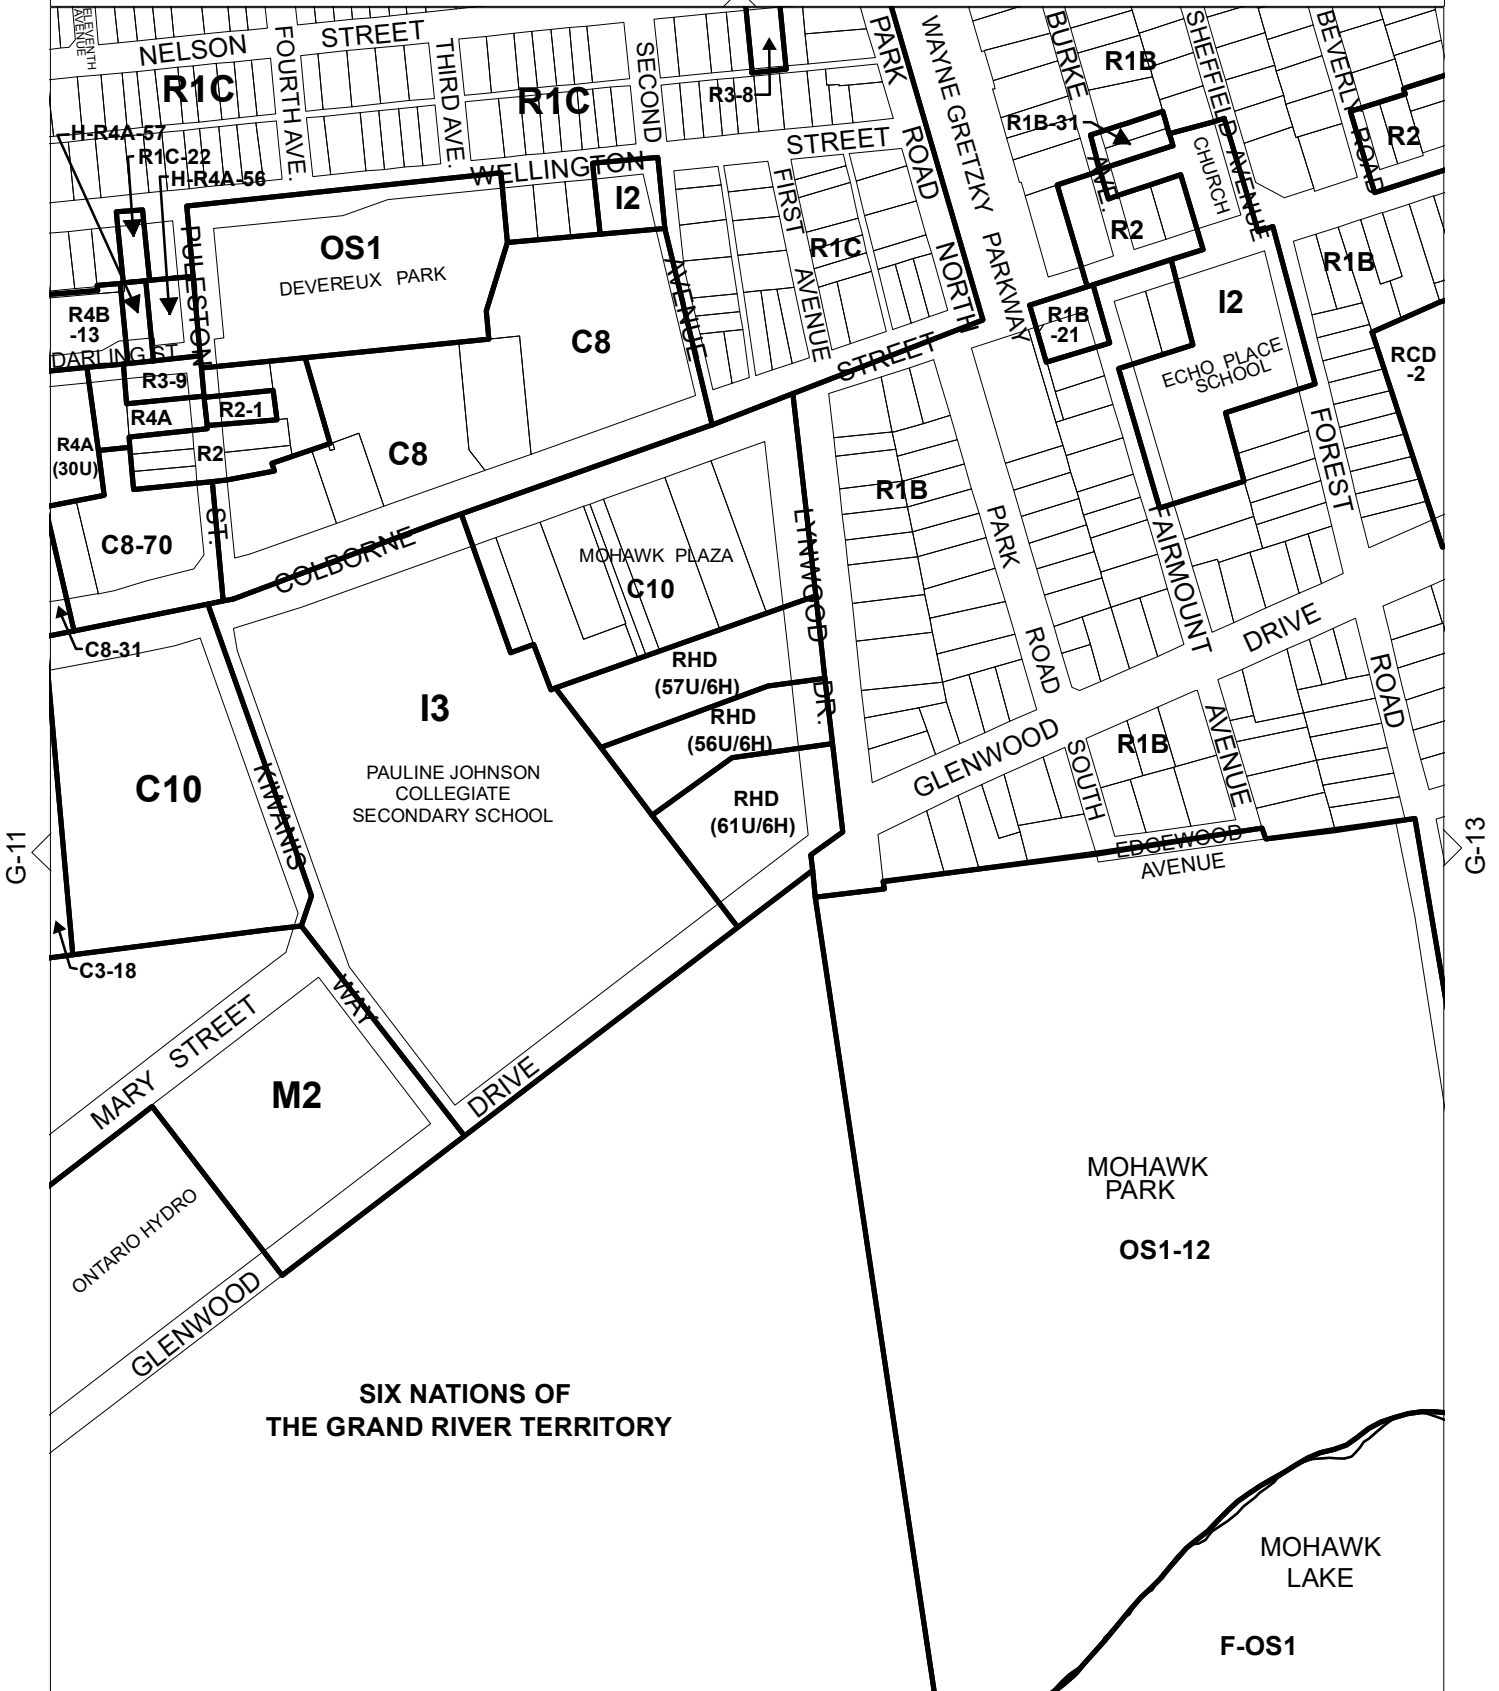 ELEVENTH
AVENUE
NELSON STREET
FOURTH AVE.
THIRD AVE.
SECOND AVENUE
PARK ROAD NORTH
WAYNE GRETZKY PARKWAY
BURKE AVE.
SHEFFIELD AVENUE
BEVERLY ROAD
R1C
R1C
R3-8
R1B
R1B-31
R2
CHURCH
H-R4A-57
R1C-22
H-R4A-56
WELLINGTON STREET
I2
FIRST AVENUE
R1C
R2
R1B
OS1
DEVEREUX PARK
PULESTON ST.
R4B
-13
DARLING ST.
C8
R1B
-21
I2
ECHO PLACE
SCHOOL
RCD
-2
R3-9
R4A
R2-1
R4A
(30U)
R2
C8
C8-70
COLBORNE STREET
MOHAWK PLAZA
C10
LYNWOOD DR.
R1B
PARK ROAD SOUTH
FAIRMOUNT AVENUE
FOREST ROAD
C8-31
RHD
(57U/6H)
RHD
(56U/6H)
RHD
(61U/6H)
I3
PAULINE JOHNSON
COLLEGIATE
SECONDARY SCHOOL
C10
KIWANIS WAY
GLENWOOD DRIVE
R1B
EDGEWOOD
AVENUE
G-11
G-13
C3-18
MARY STREET
M2
ONTARIO HYDRO
GLENWOOD DRIVE
MOHAWK
PARK
OS1-12
SIX NATIONS OF
THE GRAND RIVER TERRITORY
MOHAWK
LAKE
F-OS1